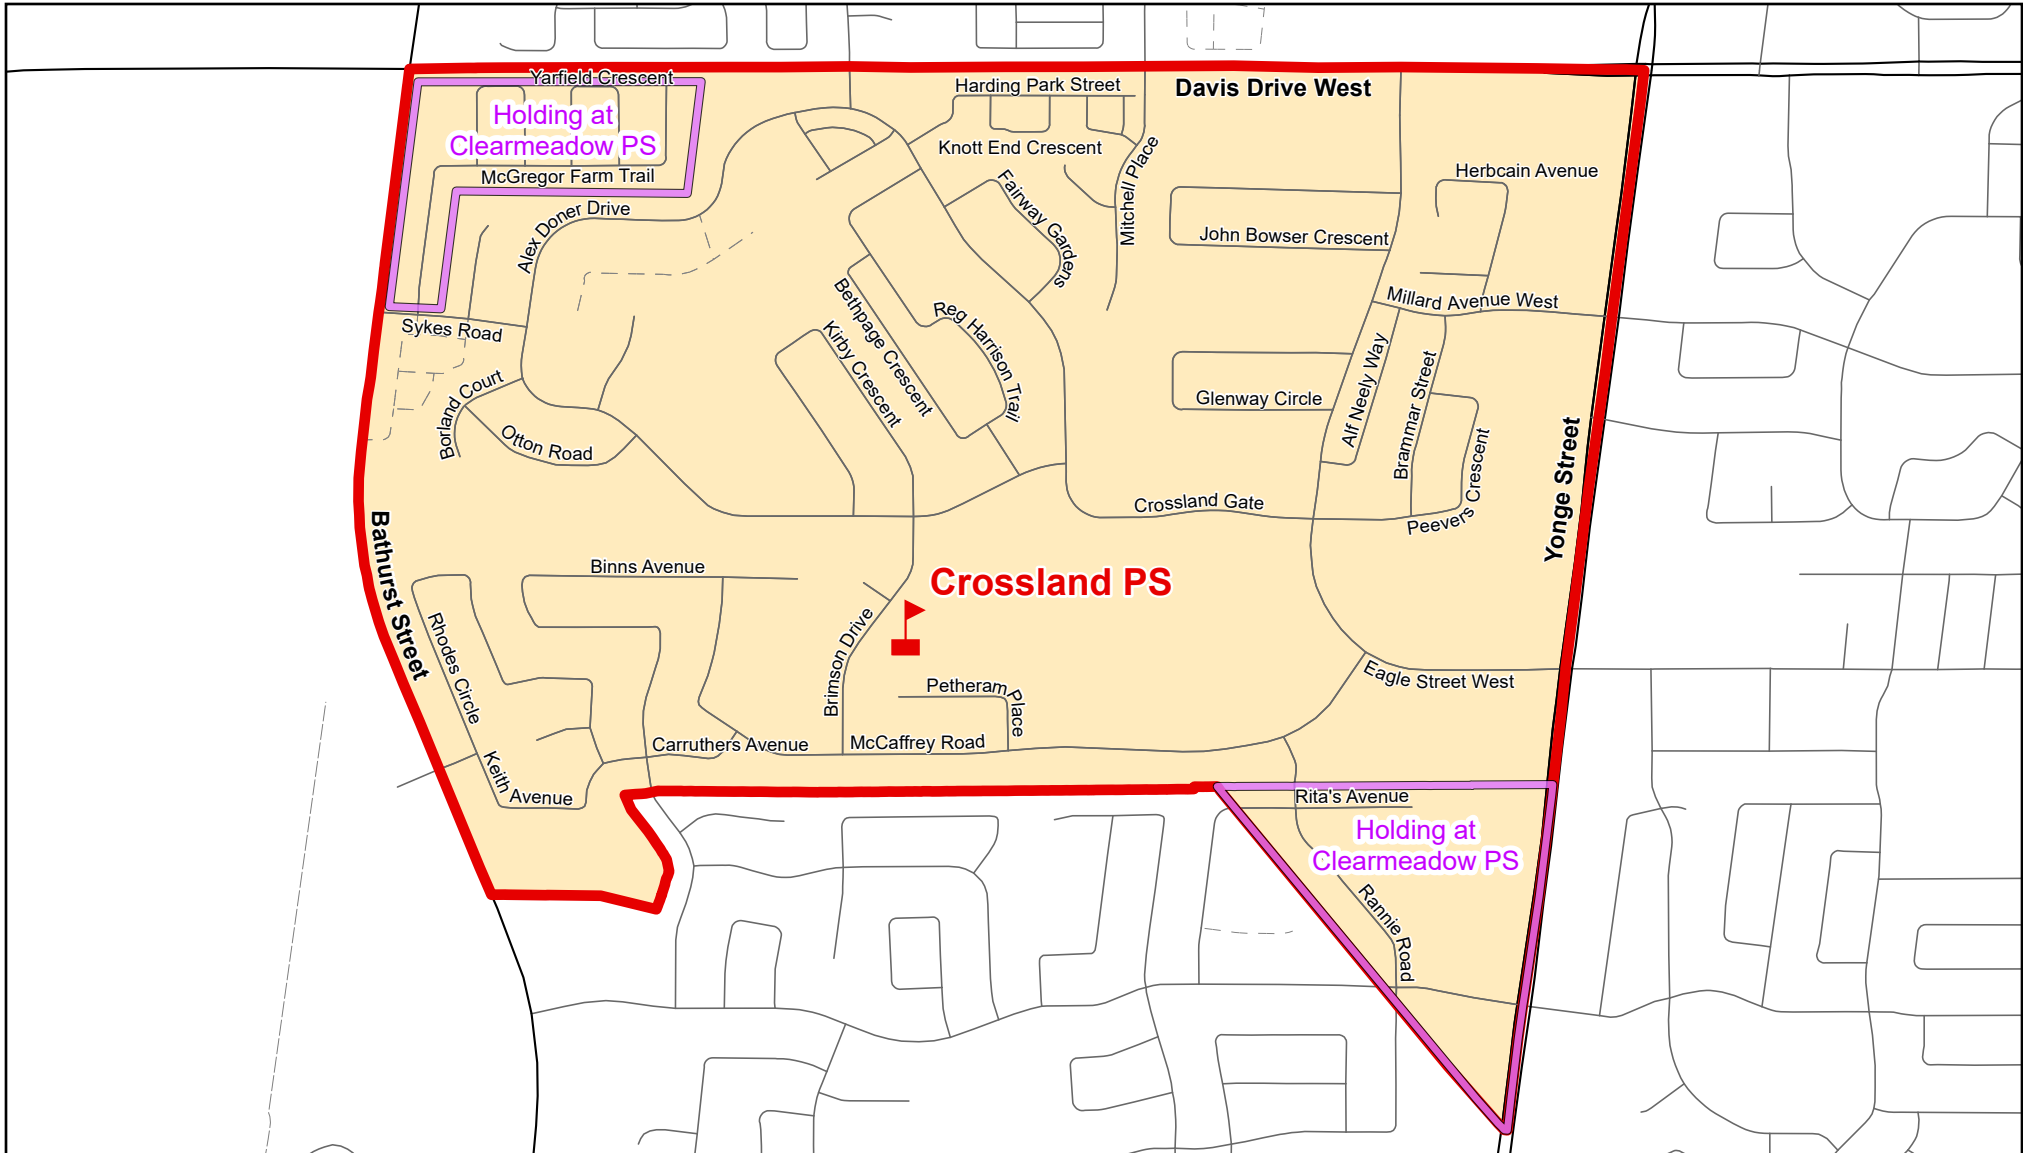 Yarfield Crescent
Holding at
Clearmeadow PS
McGregor Farm Trail
Harding Park Street
Davis Drive West
Knott End Crescent
Mitchell Place
Herbcain Avenue
Alex Doner Drive
Fairway Gardens
John Bowser Crescent
Millard Avenue West
Sykes Road
Bethpage Crescent
Reg Harrison Trail
Kirby Crescent
Borland Court
Otton Road
Glenway Circle
Alf Neely Way
Brammar Street
Peevers Crescent
Yonge Street
Crossland Gate
Bathurst Street
Binns Avenue
Crossland PS
Rhodes Circle
Brimson Drive
Petheram Place
Eagle Street West
Carruthers Avenue
McCaffrey Road
Keith Avenue
Rita's Avenue
Holding at
Clearmeadow PS
Rannie Road